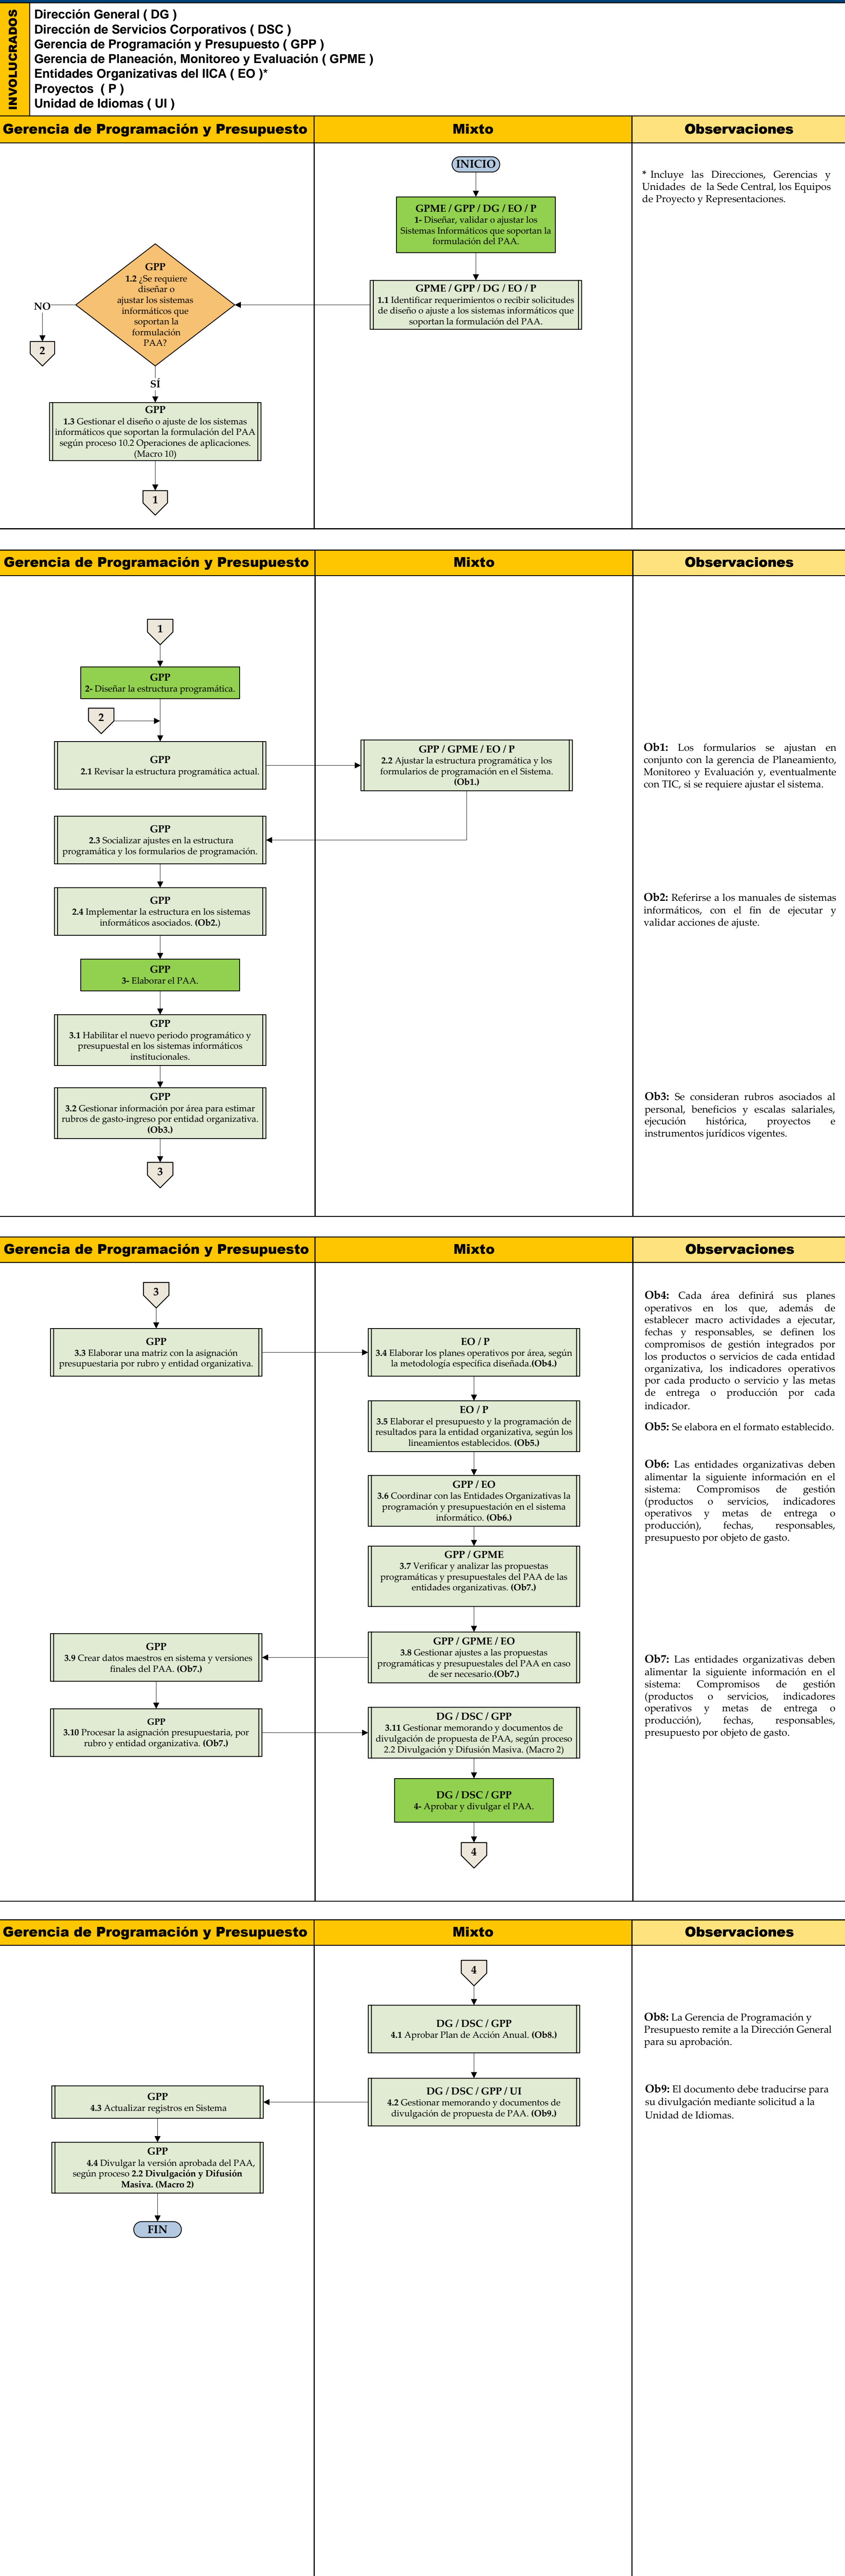 INVOLUCRADOS
Dirección General ( DG )
Dirección de Servicios Corporativos ( DSC )
Gerencia de Programación y Presupuesto ( GPP )
Gerencia de Planeación, Monitoreo y Evaluación ( GPME )
Entidades Organizativas del IICA ( EO )*
Proyectos  ( P )
Unidad de Idiomas ( UI )
Gerencia de Programación y Presupuesto
Mixto
Observaciones
INICIO
GPME / GPP / DG / EO / P
1- Diseñar, validar o ajustar los
Sistemas Informáticos que soportan la
formulación del PAA.
GPME / GPP / DG / EO / P
1.1 Identificar requerimientos o recibir solicitudes
de diseño o ajuste a los sistemas informáticos que
soportan la formulación del PAA.
GPP
1.2 ¿Se requiere
diseñar o
ajustar los sistemas
informáticos que
soportan la
formulación
PAA?
NO
2
SÍ
GPP
1.3 Gestionar el diseño o ajuste de los sistemas
informáticos que soportan la formulación del PAA
según proceso 10.2 Operaciones de aplicaciones.
(Macro 10)
1
* Incluye las Direcciones, Gerencias y
Unidades de la Sede Central, los Equipos
de Proyecto y Representaciones.
Gerencia de Programación y Presupuesto
Mixto
Observaciones
1
GPP
2- Diseñar la estructura programática.
2
GPP
2.1 Revisar la estructura programática actual.
GPP / GPME / EO / P
2.2 Ajustar la estructura programática y los
formularios de programación en el Sistema.
(Ob1.)
GPP
2.3 Socializar ajustes en la estructura
programática y los formularios de programación.
GPP
2.4 Implementar la estructura en los sistemas
informáticos asociados. (Ob2.)
GPP
3- Elaborar el PAA.
GPP
3.1 Habilitar el nuevo periodo programático y
presupuestal en los sistemas informáticos
institucionales.
GPP
3.2 Gestionar información por área para estimar
rubros de gasto-ingreso por entidad organizativa.
(Ob3.)
3
Ob1: Los formularios se ajustan en
conjunto con la gerencia de Planeamiento,
Monitoreo y Evaluación y, eventualmente
con TIC, si se requiere ajustar el sistema.
Ob2: Referirse a los manuales de sistemas
informáticos, con el fin de ejecutar y
validar acciones de ajuste.
Ob3: Se consideran rubros asociados al
personal, beneficios y escalas salariales,
ejecución histórica, proyectos e
instrumentos jurídicos vigentes.
Gerencia de Programación y Presupuesto
Mixto
Observaciones
3
GPP
3.3 Elaborar una matriz con la asignación
presupuestaria por rubro y entidad organizativa.
EO / P
3.4 Elaborar los planes operativos por área, según
la metodología específica diseñada.(Ob4.)
EO / P
3.5 Elaborar el presupuesto y la programación de
resultados para la entidad organizativa, según los
lineamientos establecidos. (Ob5.)
GPP / EO
3.6 Coordinar con las Entidades Organizativas la
programación y presupuestación en el sistema
informático. (Ob6.)
GPP / GPME
3.7 Verificar y analizar las propuestas
programáticas y presupuestales del PAA de las
entidades organizativas. (Ob7.)
GPP / GPME / EO
3.8 Gestionar ajustes a las propuestas
programáticas y presupuestales del PAA en caso
de ser necesario.(Ob7.)
GPP
3.9 Crear datos maestros en sistema y versiones
finales del PAA. (Ob7.)
GPP
3.10 Procesar la asignación presupuestaria, por
rubro y entidad organizativa. (Ob7.)
DG / DSC / GPP
3.11 Gestionar memorando y documentos de
divulgación de propuesta de PAA, según proceso
2.2 Divulgación y Difusión Masiva. (Macro 2)
DG / DSC / GPP
4- Aprobar y divulgar el PAA.
4
Ob4: Cada área definirá sus planes
operativos en los que, además de
establecer macro actividades a ejecutar,
fechas y responsables, se definen los
compromisos de gestión integrados por
los productos o servicios de cada entidad
organizativa, los indicadores operativos
por cada producto o servicio y las metas
de entrega o producción por cada
indicador.
Ob5: Se elabora en el formato establecido.
Ob6: Las entidades organizativas deben
alimentar la siguiente información en el
sistema: Compromisos de gestión
(productos o servicios, indicadores
operativos y metas de entrega o
producción), fechas, responsables,
presupuesto por objeto de gasto.
Ob7: Las entidades organizativas deben
alimentar la siguiente información en el
sistema: Compromisos de gestión
(productos o servicios, indicadores
operativos y metas de entrega o
producción), fechas, responsables,
presupuesto por objeto de gasto.
Gerencia de Programación y Presupuesto
Mixto
Observaciones
4
DG / DSC / GPP
4.1 Aprobar Plan de Acción Anual. (Ob8.)
DG / DSC / GPP / UI
4.2 Gestionar memorando y documentos de
divulgación de propuesta de PAA. (Ob9.)
GPP
4.3 Actualizar registros en Sistema
GPP
4.4 Divulgar la versión aprobada del PAA,
según proceso 2.2 Divulgación y Difusión
Masiva. (Macro 2)
FIN
Ob8: La Gerencia de Programación y
Presupuesto remite a la Dirección General
para su aprobación.
Ob9: El documento debe traducirse para
su divulgación mediante solicitud a la
Unidad de Idiomas.